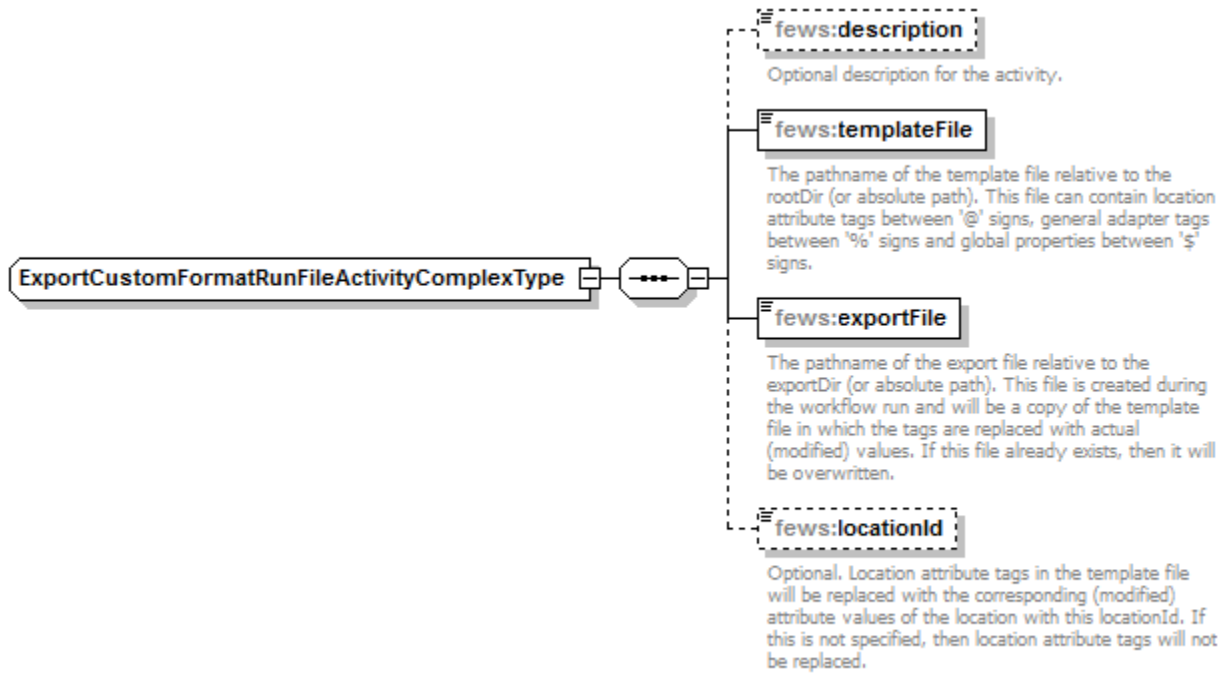 fews:description
Optional description for the activity.
fews:templateFile
The pathname of the template file relative to the
rootDir (or absolute path). This file can contain location
attribute tags between '@' signs, general adapter tags
between '%' signs and global properties between '$'
signs.
ExportCustomFormatRunFileActivityComplexType
fews:exportFile
The pathname of the export file relative to the
exportDir (or absolute path). This file is created during
the workflow run and will be a copy of the template
file in which the tags are replaced with actual
(modified) values. If this file already exists, then it will
be overwritten.
fews:locationId
Optional. Location attribute tags in the template file
will be replaced with the corresponding (modified)
attribute values of the location with this locationId. If
this is not specified, then location attribute tags will not
be replaced.